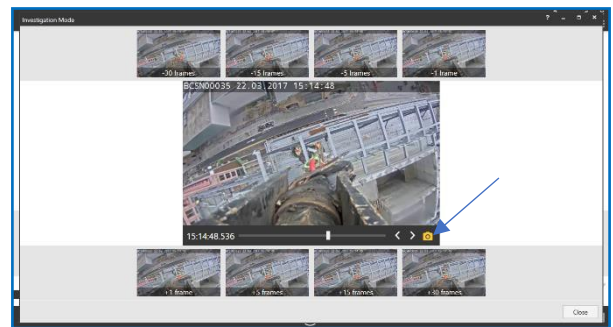 Investigation Mode
-30 frames
-15 frames
-5 frames
-1 frame
BCSN00035 22.03.2017 15:14:48
15:14:48.536
+1 frame
+5 frames
+15 frames
+30 frames
Close